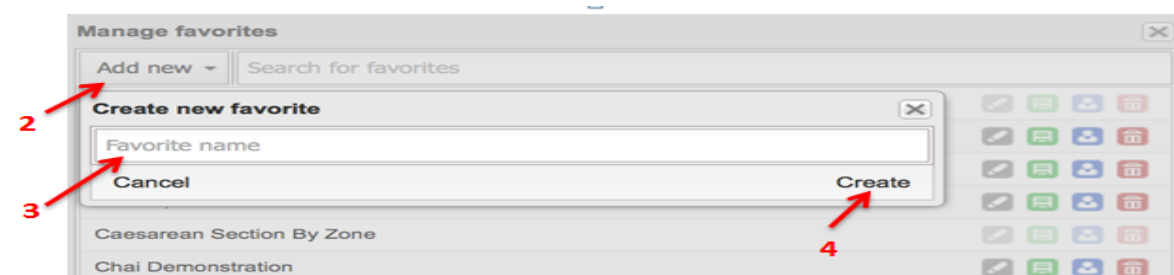 Manage favorites
Add new
Search for favorites
2
Create new favorite
Favorite name
3
Cancel
Create
4
Caesarean Section By Zone
Chai Demonstration